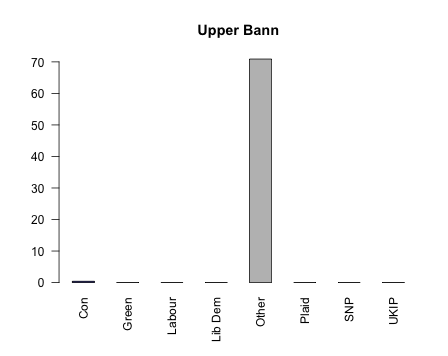 Upper Bann
70
60
50
40
30
20
10
0
Con
Green
Labour
Lib Dem
Other
Plaid
SNP
UKIP